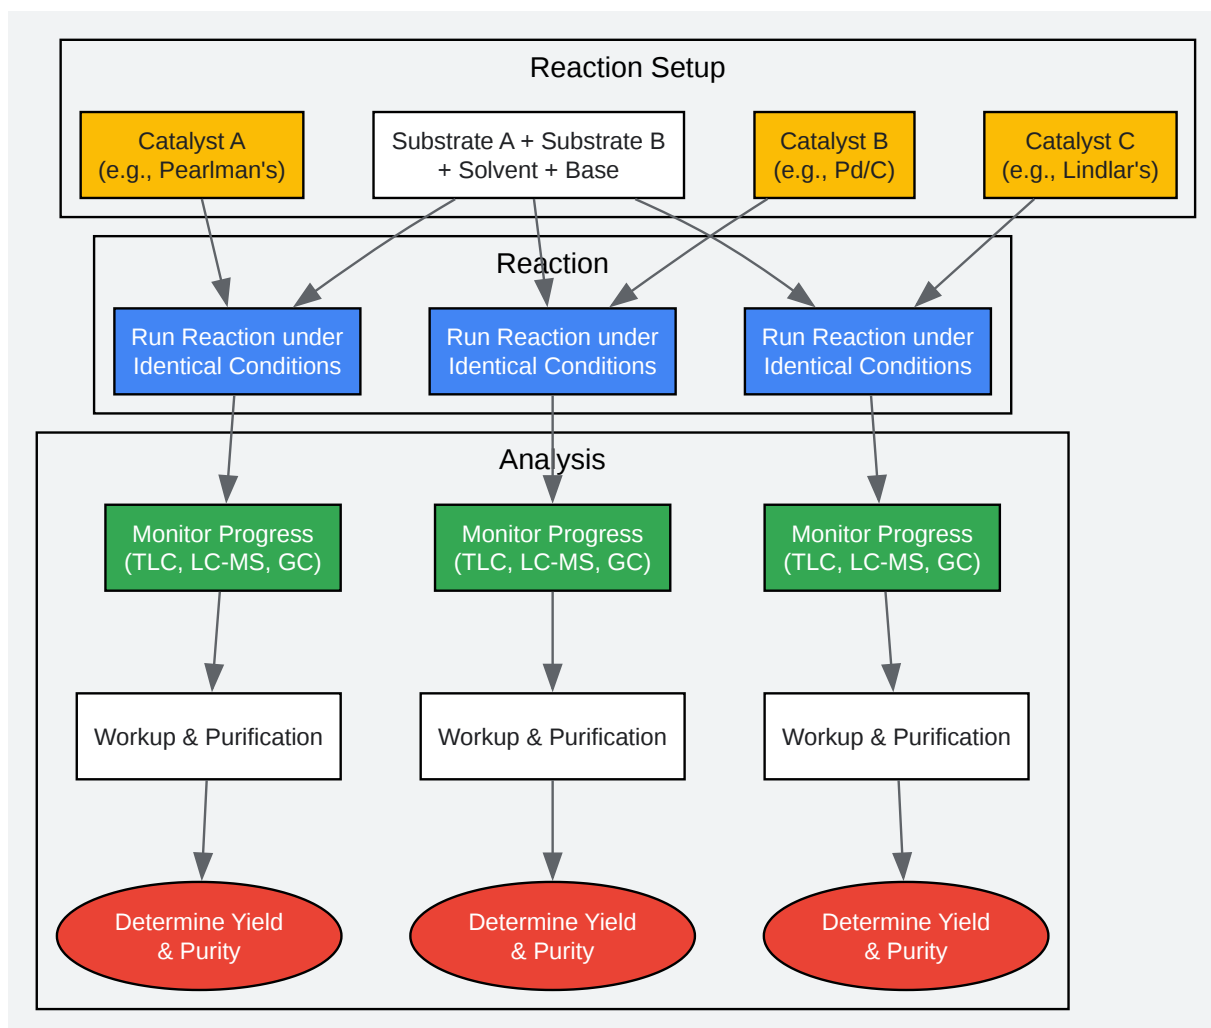 Reaction Setup
Catalyst A
(e.g., Pearlman's)
Substrate A + Substrate B
+ Solvent + Base
Catalyst B
(e.g., Pd/C)
Catalyst C
(e.g., Lindlar's)
Reaction
Run Reaction under
Identical Conditions
Run Reaction under
Identical Conditions
Run Reaction under
Identical Conditions
Analysis
Monitor Progress
(TLC, LC-MS, GC)
Monitor Progress
(TLC, LC-MS, GC)
Monitor Progress
(TLC, LC-MS, GC)
Workup & Purification
Workup & Purification
Workup & Purification
Determine Yield
& Purity
Determine Yield
& Purity
Determine Yield
& Purity